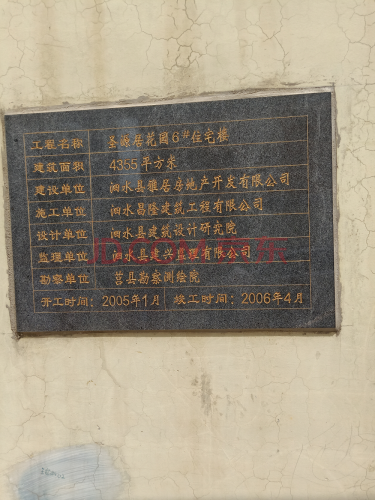 工程名称 圣源居花园6#住宅楼
建筑面积 4355平方米
建设单位 泗水县雅居房地产开发有限公司
施工单位 泗水昌隆建筑工程有限公司
设计单位 泗水县建筑设计研究院
监理单位 泗水县建兴监理有限公司
勘察单位 莒县勘察测绘院
开工时间：2005年1月 竣工时间：2006年4月